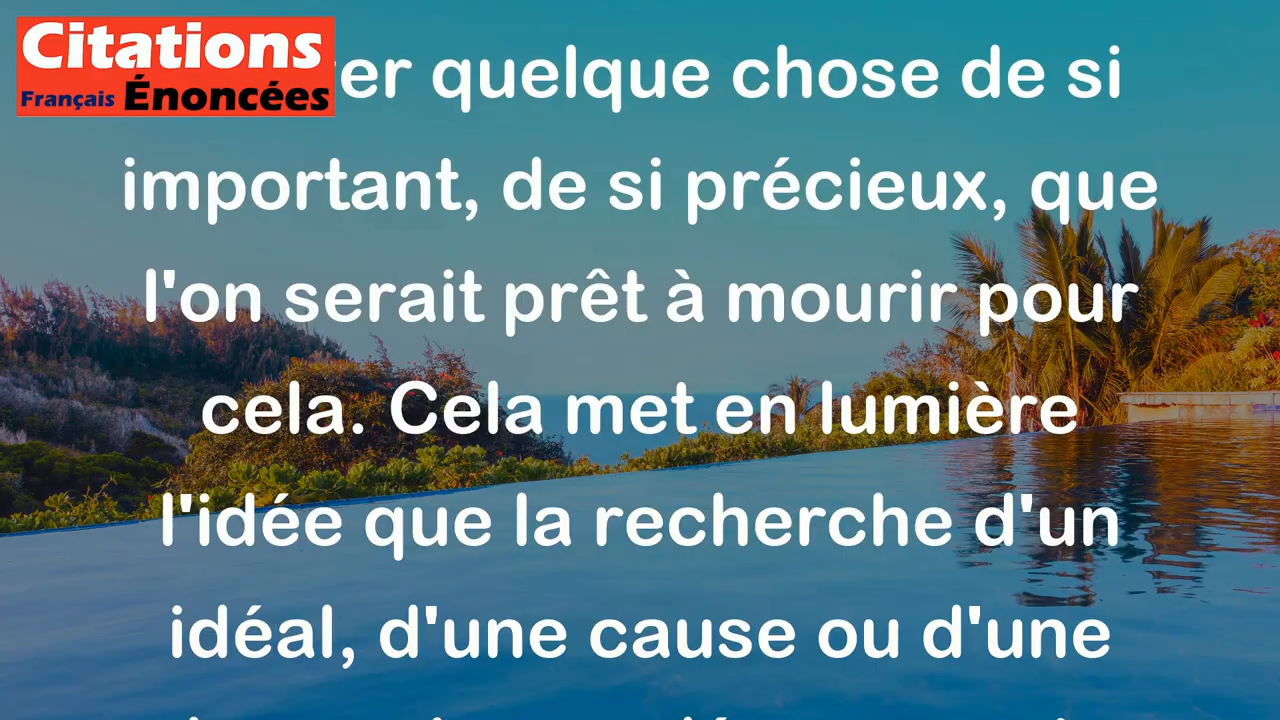 Citations
Français Énoncées
quelque chose de si
important, de si précieux, que
l'on serait prêt à mourir pour
cela. Cela met en lumière
l'idée que la recherche d'un
idéal, d'une cause ou d'une